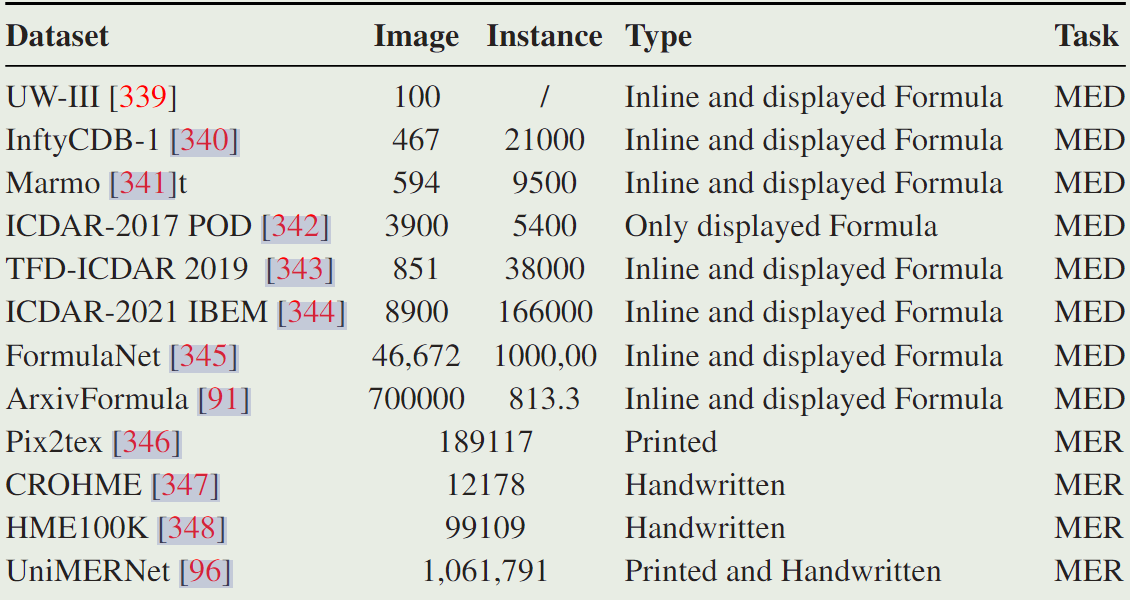 Dataset Image Instance Type Task
UW-III [339] 100 / Inline and displayed Formula MED
InftyCDB-1 [340] 467 21000 Inline and displayed Formula MED
Marmo [341]t 594 9500 Inline and displayed Formula MED
ICDAR-2017 POD [342] 3900 5400 Only displayed Formula MED
TFD-ICDAR 2019 [343] 851 38000 Inline and displayed Formula MED
ICDAR-2021 IBEM [344] 8900 166000 Inline and displayed Formula MED
FormulaNet [345] 46,672 1000,00 Inline and displayed Formula MED
ArxivFormula [91] 700000 813.3 Inline and displayed Formula MED
Pix2tex [346] 189117 Printed MER
CROHME [347] 12178 Handwritten MER
HME100K [348] 99109 Handwritten MER
UniMERNet [96] 1,061,791 Printed and Handwritten MER